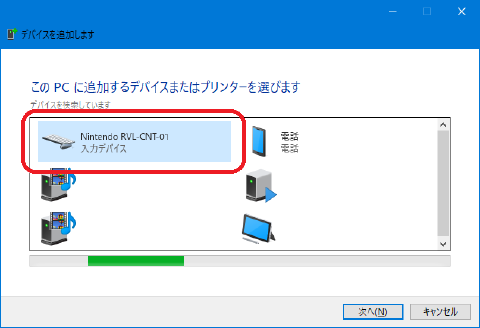 デバイスを追加します
この PC に追加するデバイスまたはプリンターを選びます
デバイスを検索しています
Nintendo RVL-CNT-01
入力デバイス
電話
電話
次へ(N)
キャンセル